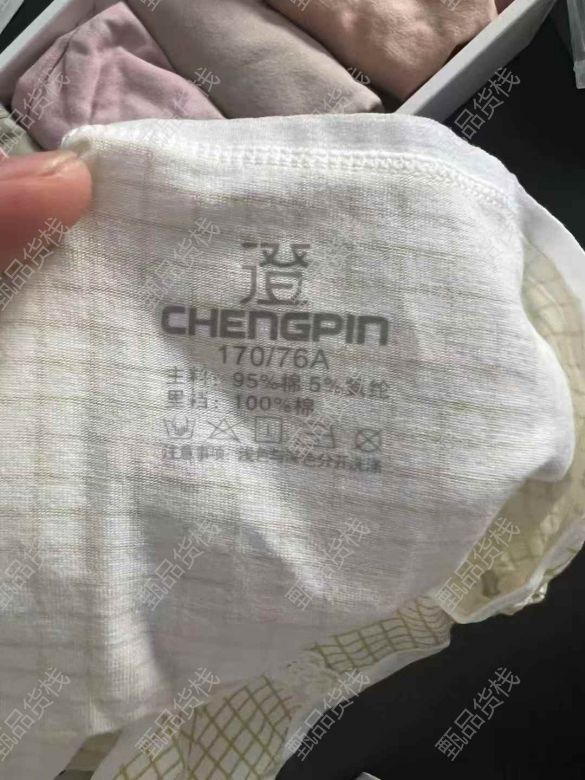 澄
CHENGPIN
170/76A
主料：95%棉 5%氨纶
里裆：100%棉
注意事项：浅色与深色分开洗涤
甄品货栈